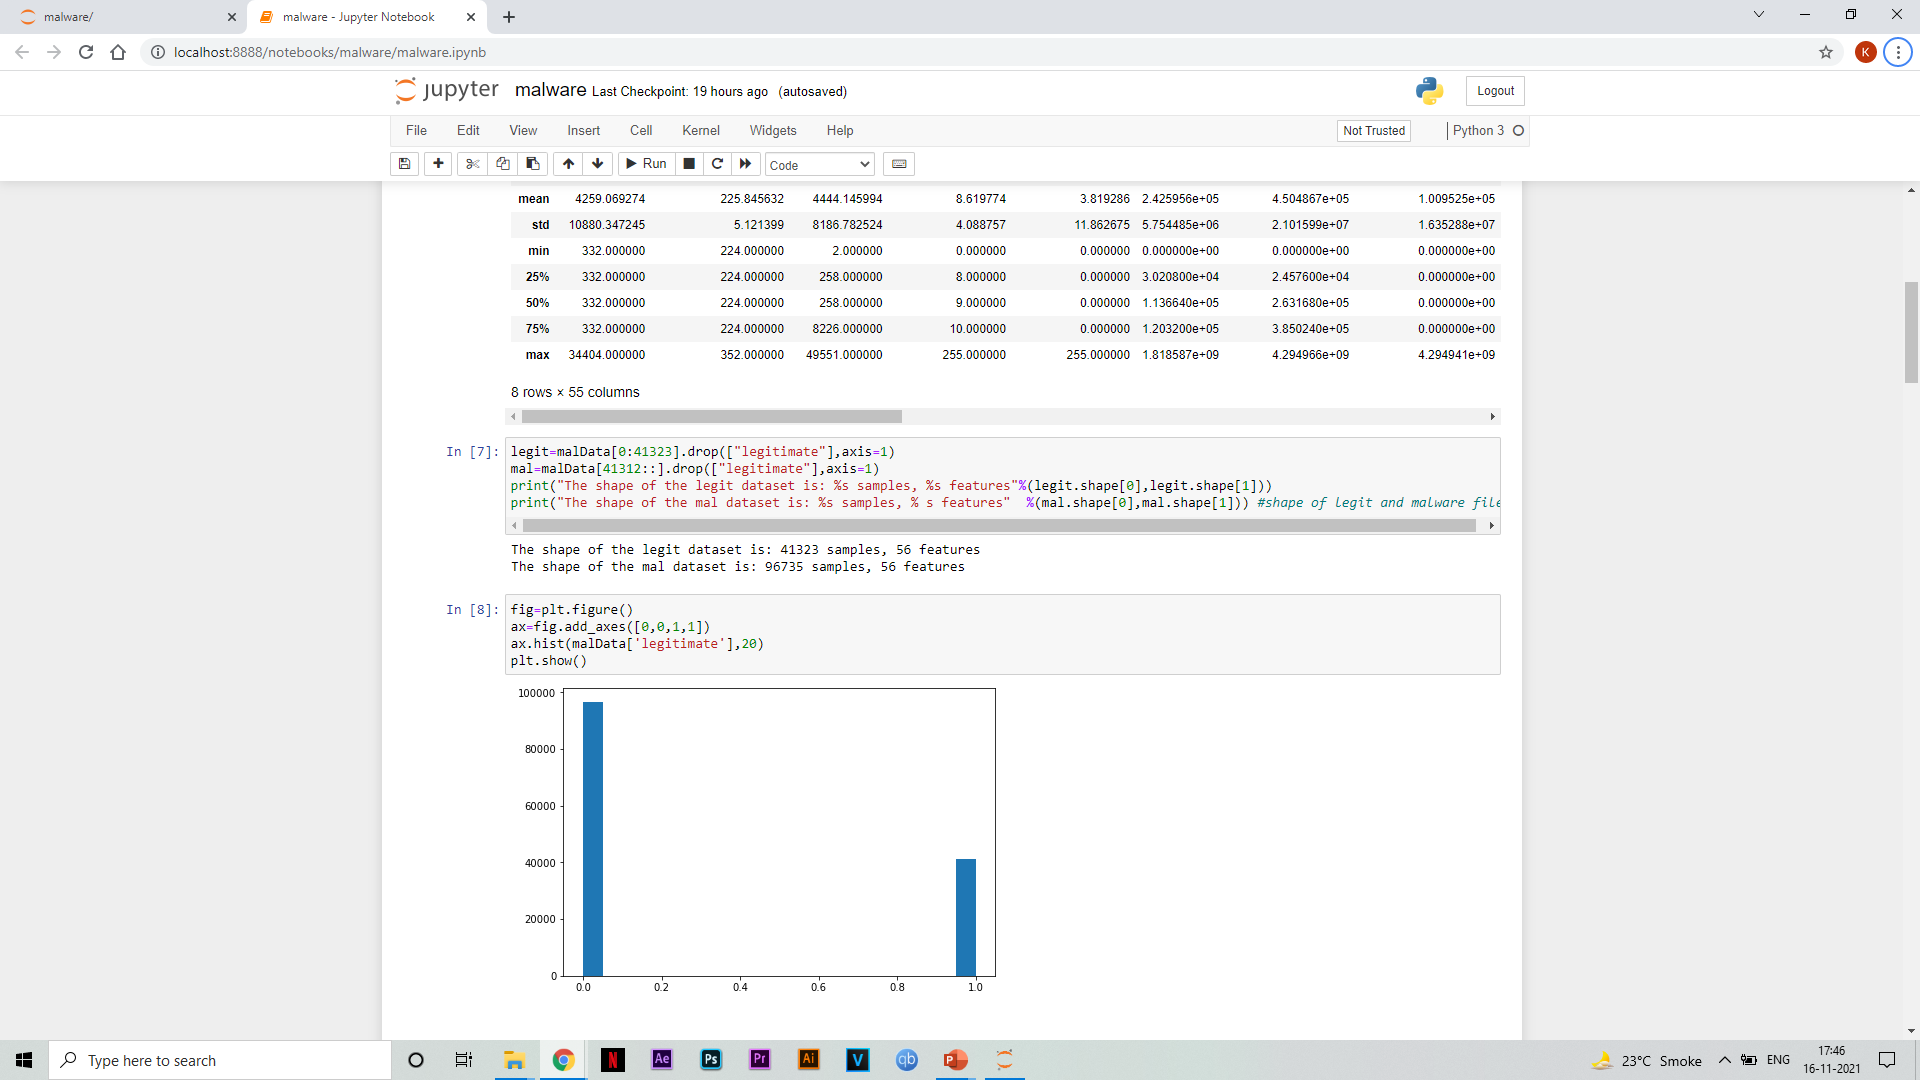 malware/
malware - Jupyter Notebook
localhost:8888/notebooks/malware/malware.ipynb
K
jupyter malware Last Checkpoint: 19 hours ago (autosaved)
Logout
File Edit View Insert Cell Kernel Widgets Help
Not Trusted
Python 3
Run
Code
mean 4259.069274 225.845632 4444.145994 8.619774 3.819286 2.425956e+05 4.504867e+05 1.009525e+05
std 10880.347245 5.121399 8186.782524 4.088757 11.862675 5.754485e+06 2.101599e+07 1.635288e+07
min 332.000000 224.000000 2.000000 0.000000 0.000000 0.000000e+00 0.000000e+00 0.000000e+00
25% 332.000000 224.000000 258.000000 8.000000 0.000000 3.020800e+04 2.457600e+04 0.000000e+00
50% 332.000000 224.000000 258.000000 9.000000 0.000000 1.136640e+05 2.631680e+05 0.000000e+00
75% 332.000000 224.000000 8226.000000 10.000000 0.000000 1.203200e+05 3.850240e+05 0.000000e+00
max 34404.000000 352.000000 49551.000000 255.000000 255.000000 1.818587e+09 4.294966e+09 4.294941e+09
8 rows × 55 columns
In [7]:
legit=malData[0:41323].drop(["legitimate"],axis=1)
mal=malData[41312::].drop(["legitimate"],axis=1)
print("The shape of the legit dataset is: %s samples, %s features"%(legit.shape[0],legit.shape[1]))
print("The shape of the mal dataset is: %s samples, % s features"  %(mal.shape[0],mal.shape[1])) #shape of legit and malware file
The shape of the legit dataset is: 41323 samples, 56 features
The shape of the mal dataset is: 96735 samples, 56 features
In [8]:
fig=plt.figure()
ax=fig.add_axes([0,0,1,1])
ax.hist(malData['legitimate'],20)
plt.show()
100000
80000
60000
40000
20000
0
0.0 0.2 0.4 0.6 0.8 1.0
Type here to search
N
Ae
Ps
Pr
Ai
V
qb
P
23°C Smoke
ENG
17:46
16-11-2021